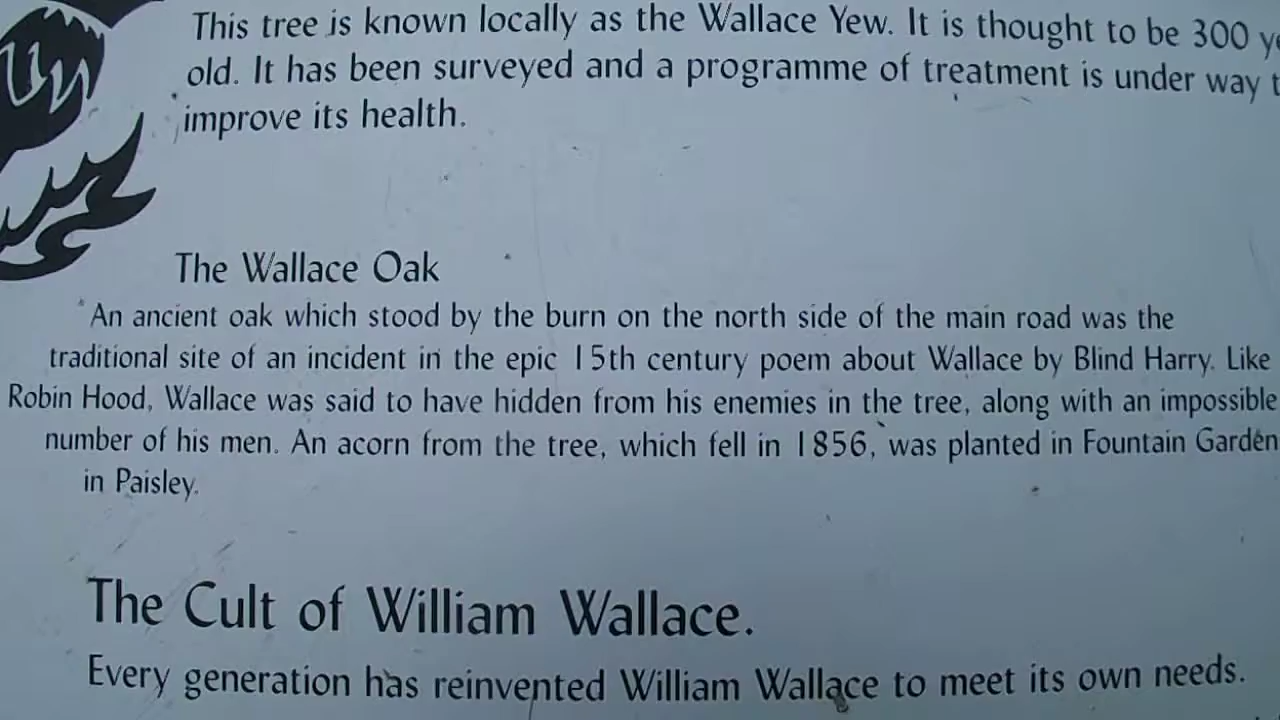 This tree is known locally as the Wallace Yew. It is thought to be 300
old. It has been surveyed and a programme of treatment is under way
improve its health.
The Wallace Oak
An ancient oak which stood by the burn on the north side of the main road was the
traditional site of an incident in the epic 15th century poem about Wallace by Blind Harry. Like
Robin Hood, Wallace was said to have hidden from his enemies in the tree, along with an impossible
number of his men. An acorn from the tree, which fell in 1856, was planted in Fountain Garden
in Paisley.
The Cult of William Wallace.
Every generation has reinvented William Wallace to meet its own needs.